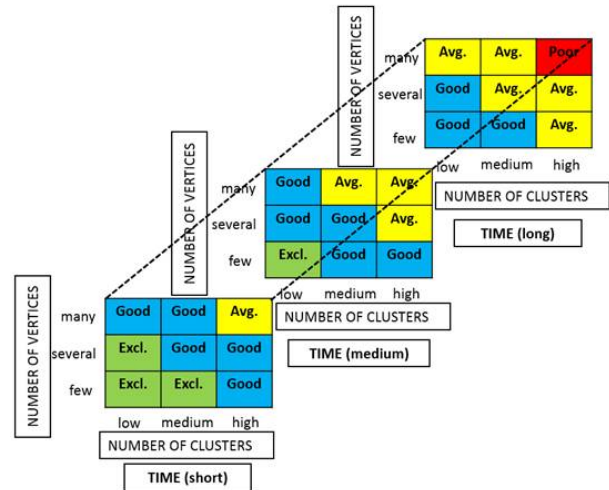 NUMBER OF VERTICES
many Avg. Avg. Poor
several Good Avg. Avg.
few Good Good Avg.
low medium high
NUMBER OF CLUSTERS
TIME (long)
NUMBER OF VERTICES
many Good Avg. Avg.
several Good Good Avg.
few Excl. Good Good
low medium high
NUMBER OF CLUSTERS
TIME (medium)
NUMBER OF VERTICES
many Good Good Avg.
several Excl. Good Good
few Excl. Excl. Good
low medium high
NUMBER OF CLUSTERS
TIME (short)